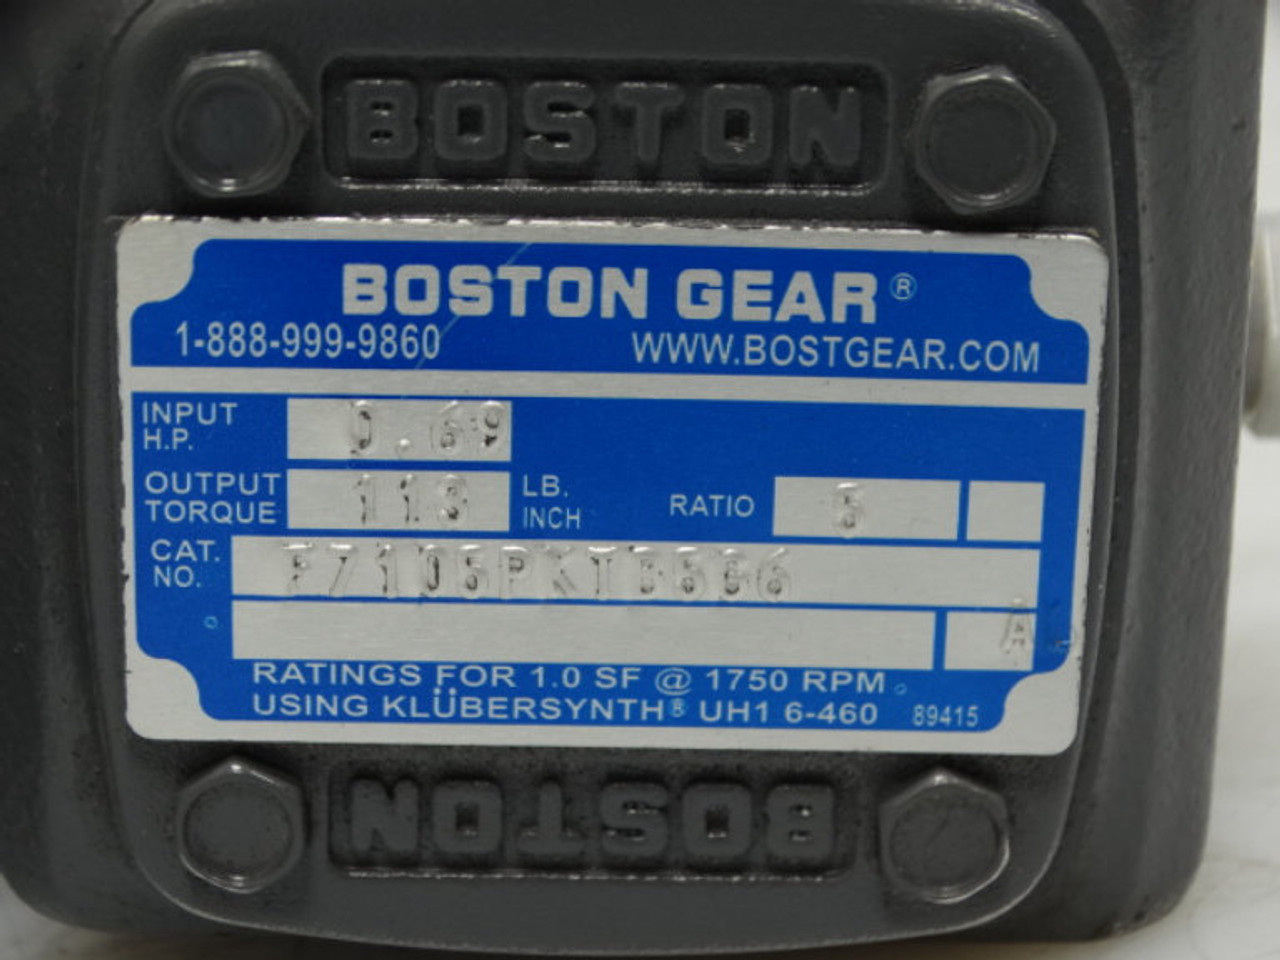 BOSTON
BOSTON GEAR®
1-888-999-9860 WWW.BOSTGEAR.COM
INPUT H.P. 0.69
OUTPUT TORQUE 113 LB. INCH RATIO 5
CAT. NO. F7105PKTB5G6
A
RATINGS FOR 1.0 SF @ 1750 RPM
USING KLÜBERSYNTH® UH1 6-460 89415
BOSTON